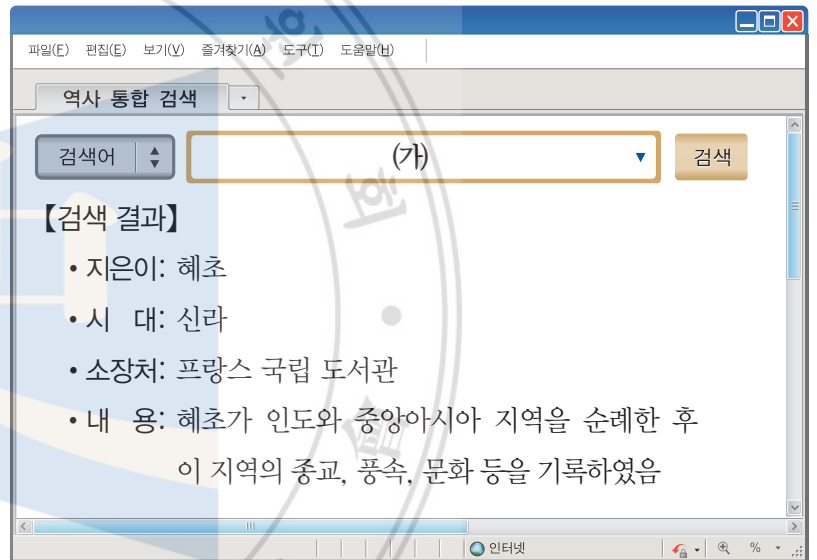 파일(F) 편집(E) 보기(V) 즐겨찾기(A) 도구(T) 도움말(H)
역사 통합 검색
검색어 (가) 검색
【검색 결과】
• 지은이: 혜초
• 시 대: 신라
• 소장처: 프랑스 국립 도서관
• 내 용: 혜초가 인도와 중앙아시아 지역을 순례한 후
이 지역의 종교, 풍속, 문화 등을 기록하였음
인터넷 %